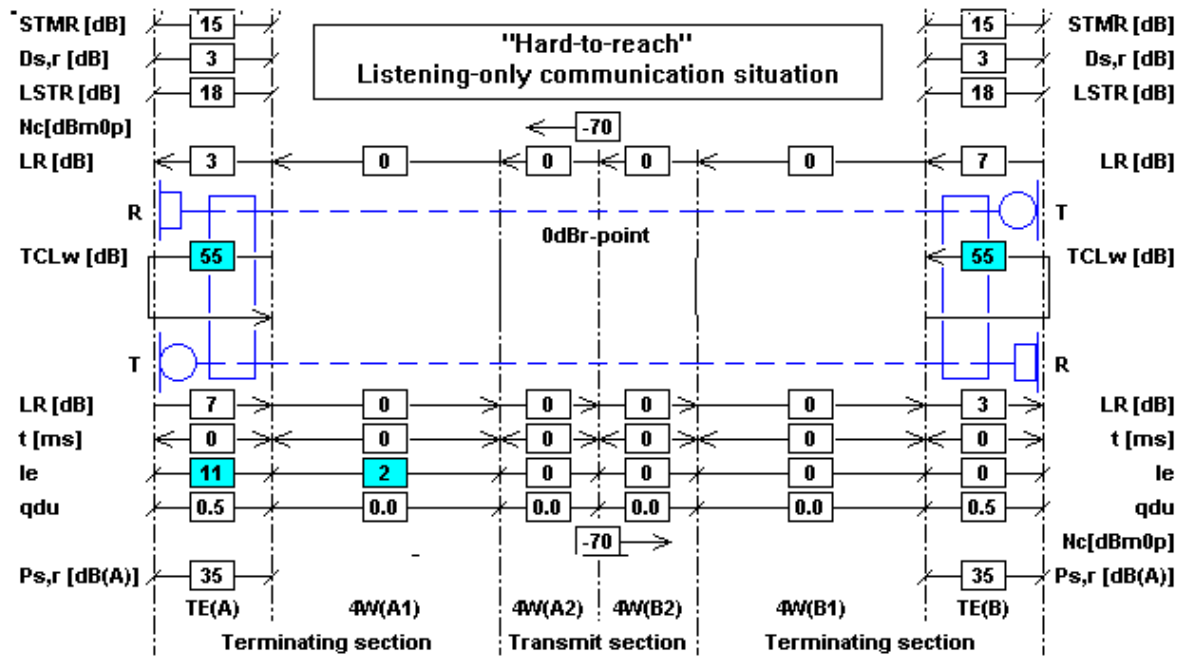 STMR [dB] 15 15 STMR [dB]
"Hard-to-reach"
Ds,r [dB] 3 3 Ds,r [dB]
Listening-only communication situation
LSTR [dB] 18 18 LSTR [dB]
Nc[dBm0p] -70
LR [dB] 3 0 0 0 0 7 LR [dB]
R T
0dBr-point
TCLw [dB] 55 55 TCLw [dB]
T R
LR [dB] 7 0 0 0 0 3 LR [dB]
t [ms] 0 0 0 0 0 0 t [ms]
Ie 11 2 0 0 0 0 Ie
qdu 0.5 0.0 0.0 0.0 0.0 0.5 qdu
-70 Nc[dBm0p]
Ps,r [dB(A)] 35 35 Ps,r [dB(A)]
TE(A) 4W(A1) 4W(A2) 4W(B2) 4W(B1) TE(B)
Terminating section Transmit section Terminating section